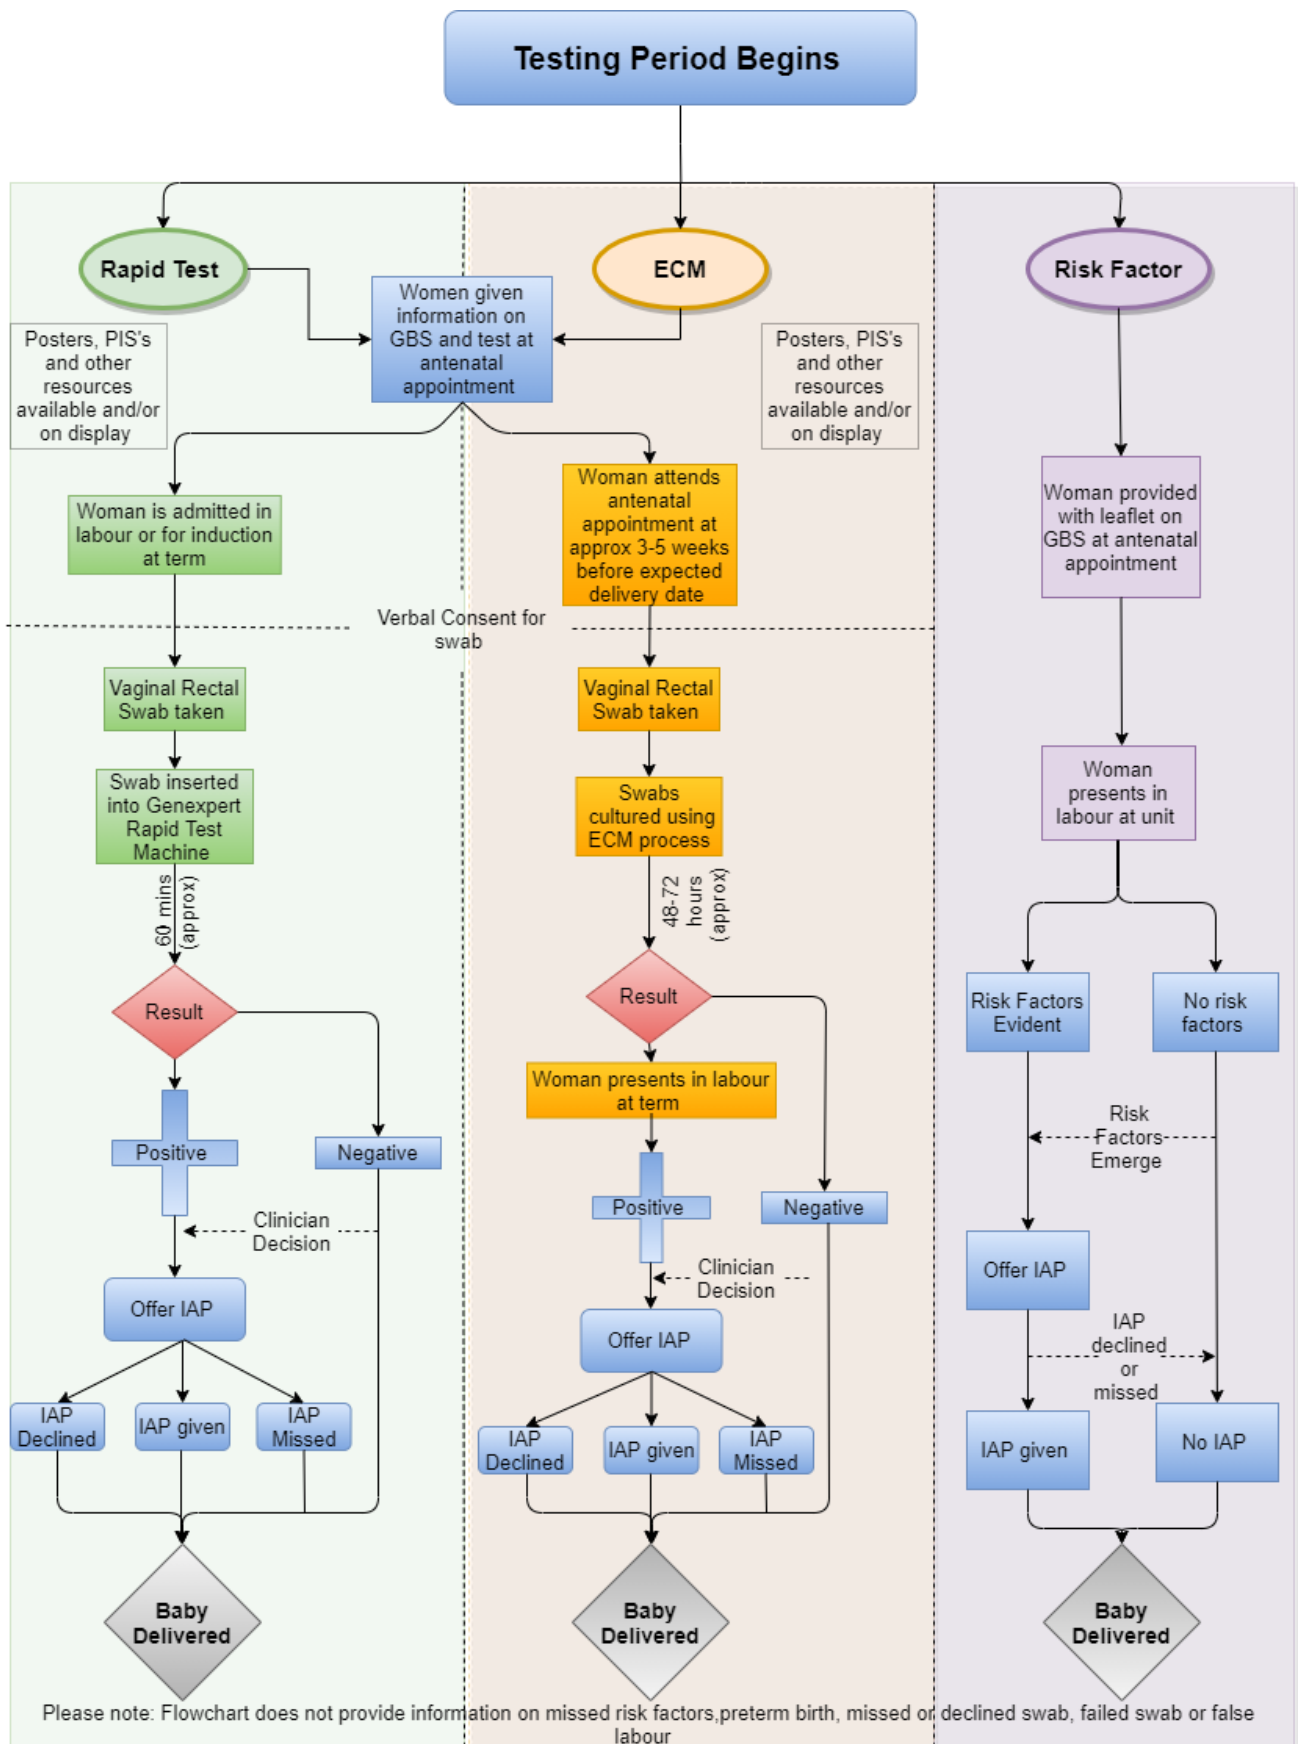 Testing Period Begins
Rapid Test
ECM
Risk Factor
Posters, PIS's
and other
resources
available and/or
on display
Women given
information on
GBS and test at
antenatal
appointment
Posters, PIS's
and other
resources
available and/or
on display
Woman is admitted in
labour or for induction
at term
Woman attends
antenatal
appointment at
approx 3-5 weeks
before expected
delivery date
Woman provided
with leaflet on
GBS at antenatal
appointment
Verbal Consent for
swab
Vaginal Rectal
Swab taken
Vaginal Rectal
Swab taken
Swab inserted
into Genexpert
Rapid Test
Machine
Swabs
cultured using
ECM process
Woman
presents in
labour at unit
60 mins
(approx)
48-72
hours
(approx)
Result
Result
Risk Factors
Evident
No risk
factors
Woman presents in labour
at term
Positive
Negative
Risk
Factors
Emerge
Positive
Negative
Clinician
Decision
Clinician
Decision
Offer IAP
Offer IAP
Offer IAP
IAP
declined
or
missed
IAP
Declined
IAP given
IAP
Missed
IAP
Declined
IAP given
IAP
Missed
IAP given
No IAP
Baby
Delivered
Baby
Delivered
Baby
Delivered
Please note: Flowchart does not provide information on missed risk factors,preterm birth, missed or declined swab, failed swab or false
labour